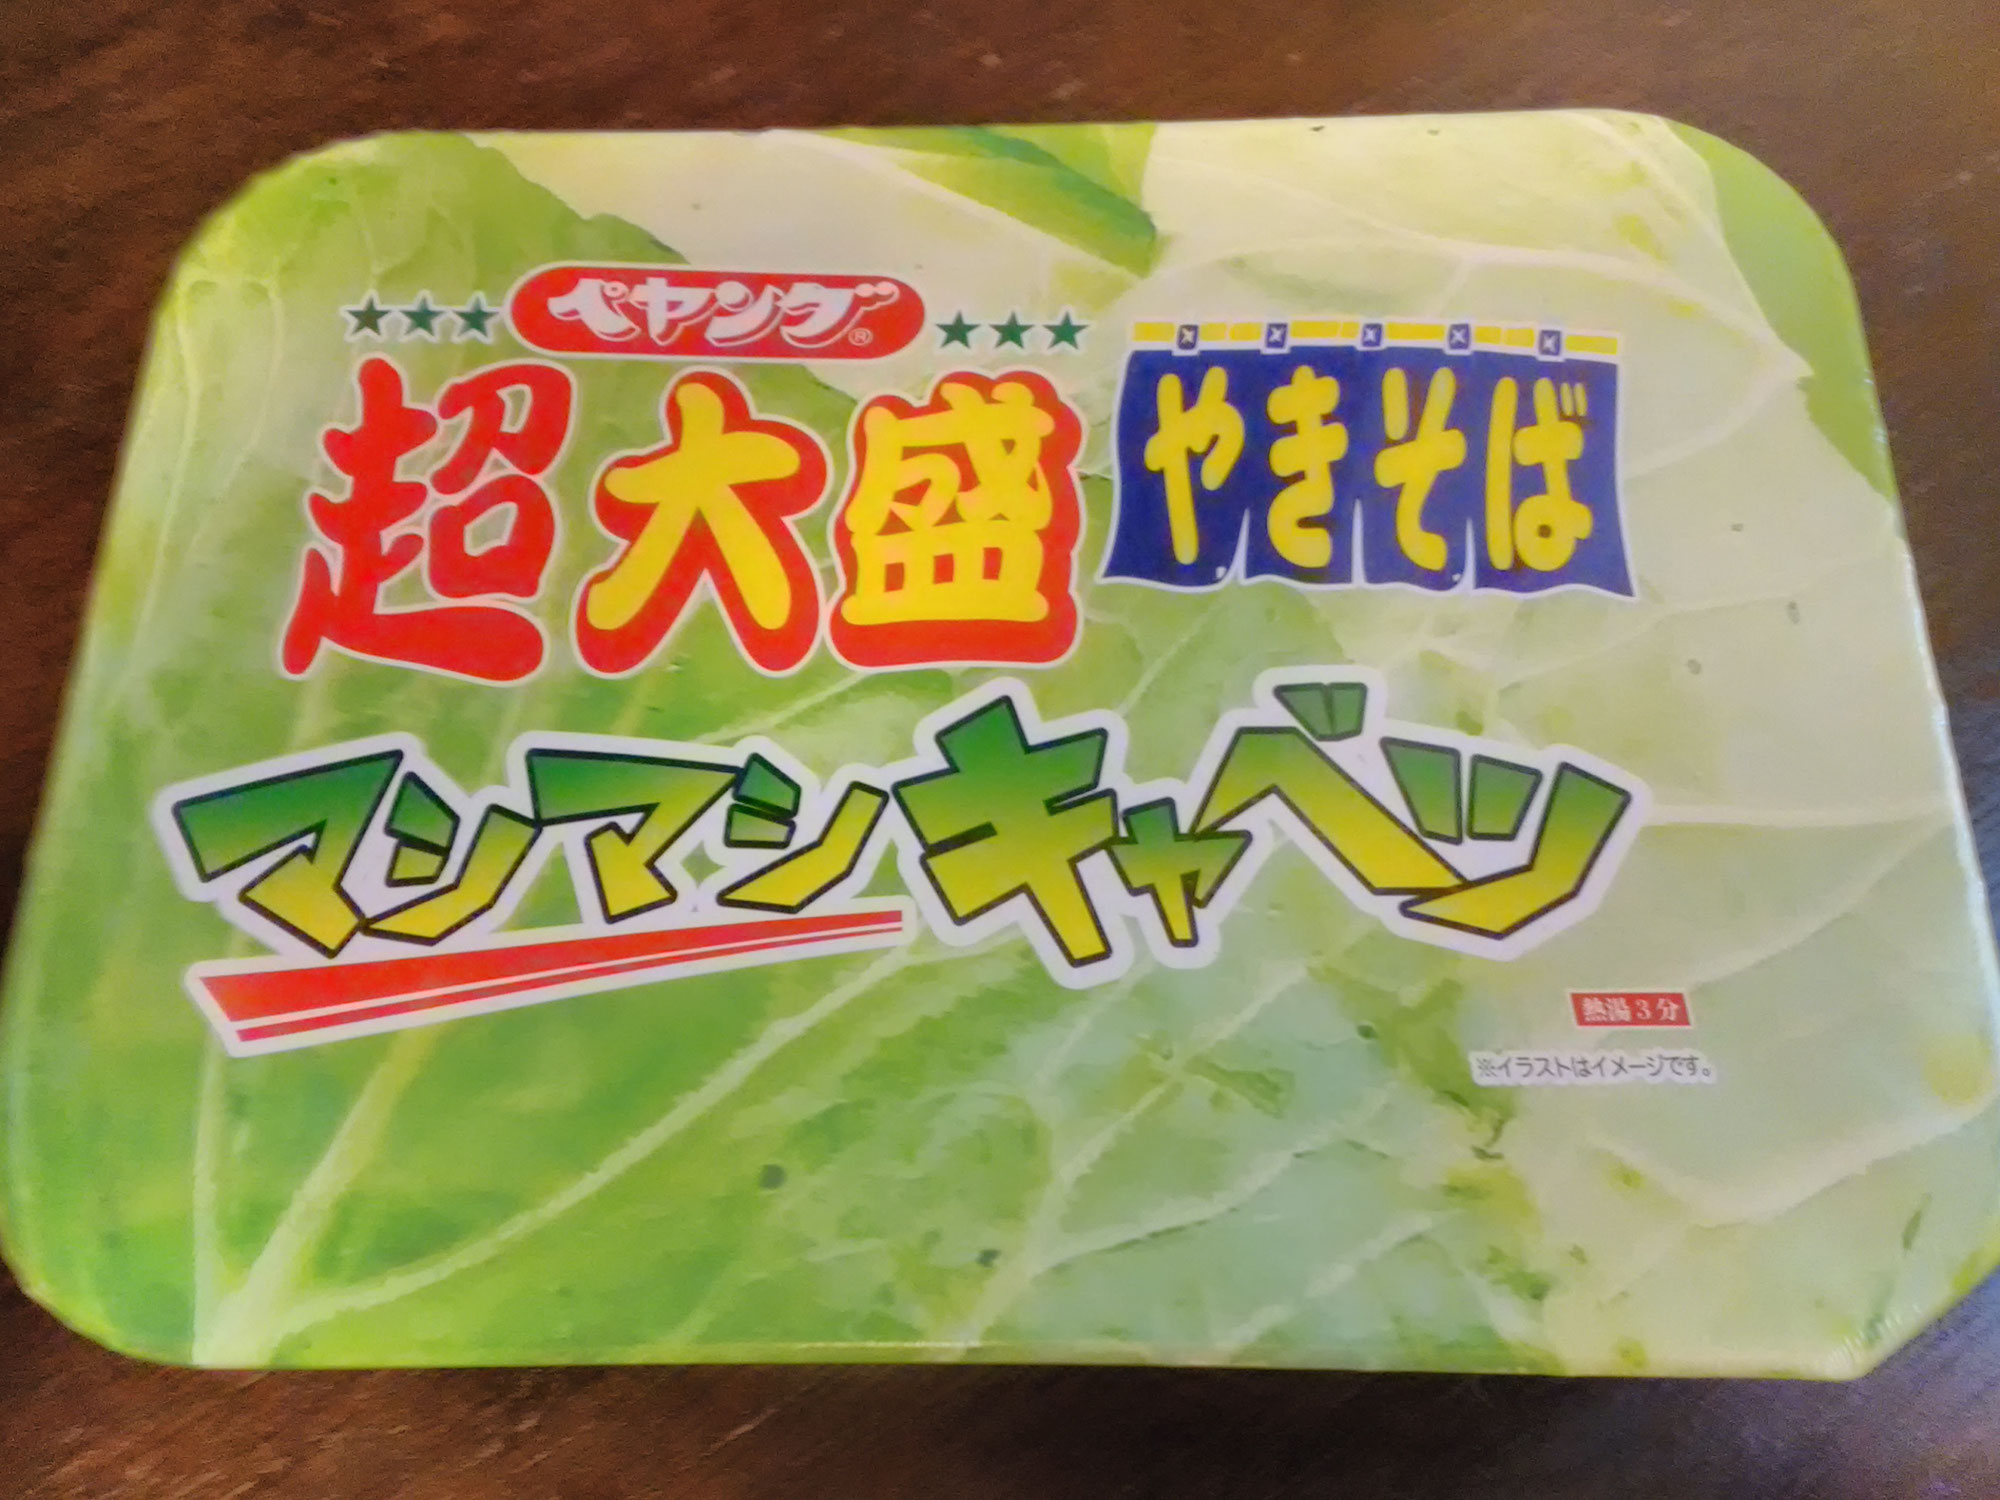 ペヤング®
超大盛やきそば
マシマシキャベツ
熱湯3分
※イラストはイメージです。